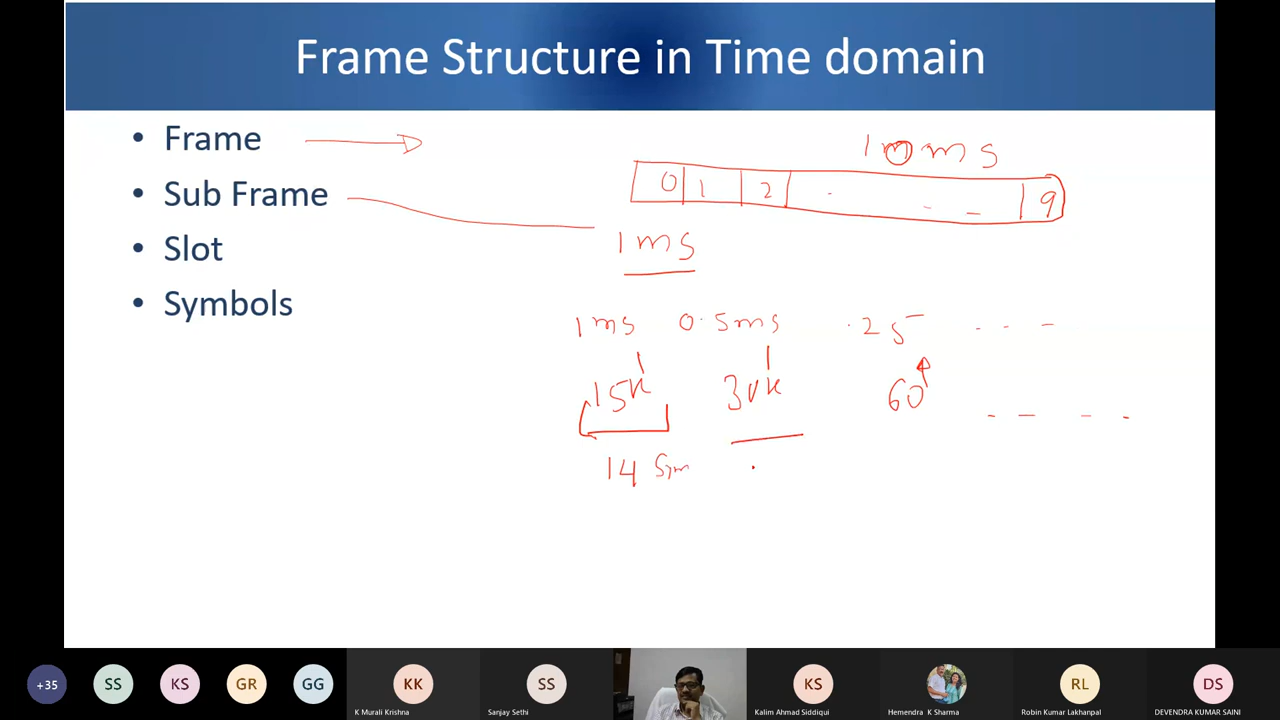 Frame Structure in Time domain
• Frame
10 ms
0 1 2 . - - 9
• Sub Frame
1ms
• Slot
• Symbols
1ms 0.5ms .25 - - -
15K 30K 60 - - - -
14 Sym
+35 SS KS GR GG KK SS KS RL DS
K Murali Krishna Sanjay Sethi Kalim Ahmad Siddiqui Hemendra K Sharma Robin Kumar Lakhanpal DEVENDRA KUMAR SAINI